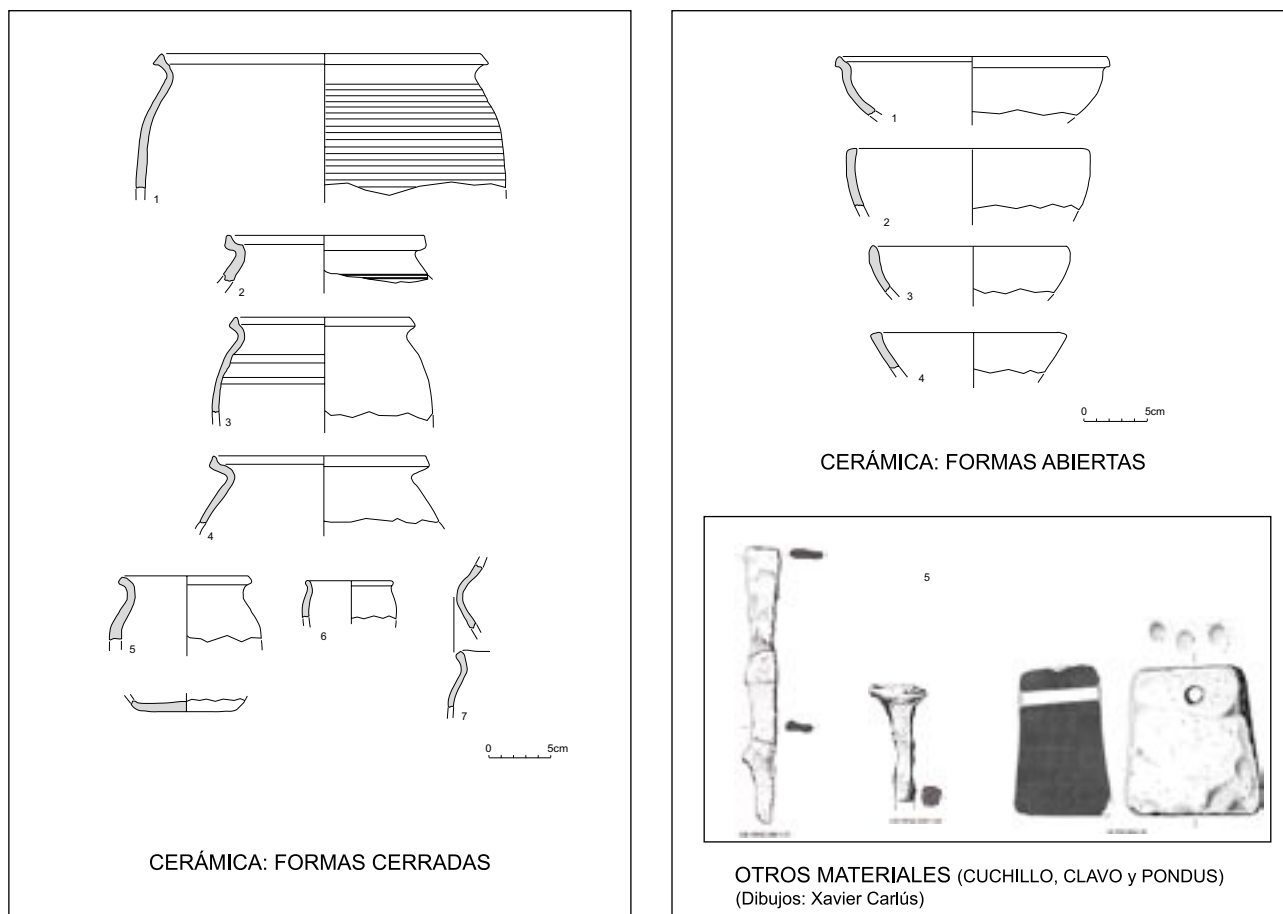 1
2
3
4
5
6
7
0 5cm
CERÁMICA: FORMAS CERRADAS
1
2
3
4
0 5cm
CERÁMICA: FORMAS ABIERTAS
5
OTROS MATERIALES (CUCHILLO, CLAVO y PONDUS)
(Dibujos: Xavier Carlús)